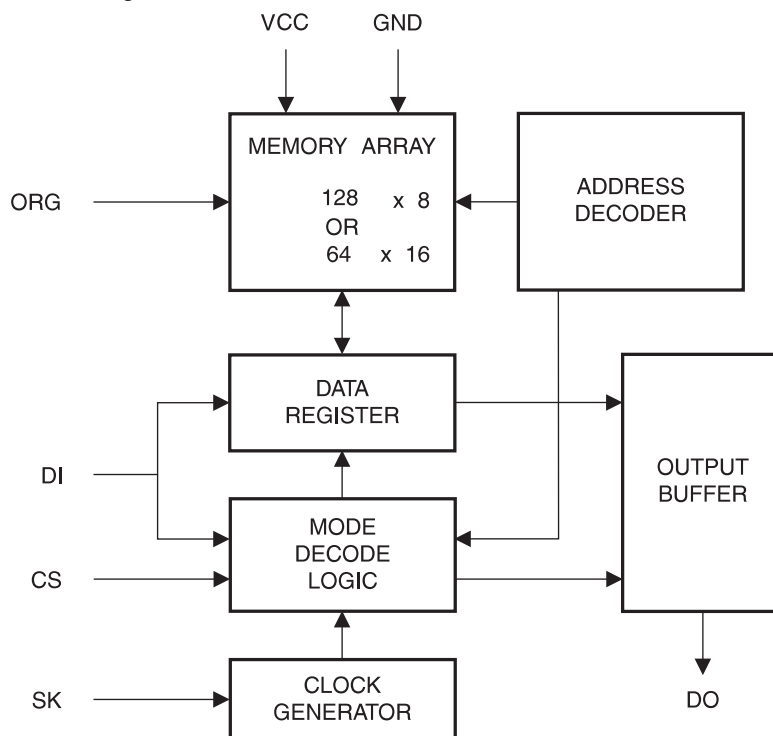 VCC GND
MEMORY ARRAY
128 x 8
OR
64 x 16
ADDRESS
DECODER
ORG
DATA
REGISTER
DI
OUTPUT
BUFFER
MODE
DECODE
LOGIC
CS
CLOCK
GENERATOR
SK
DO